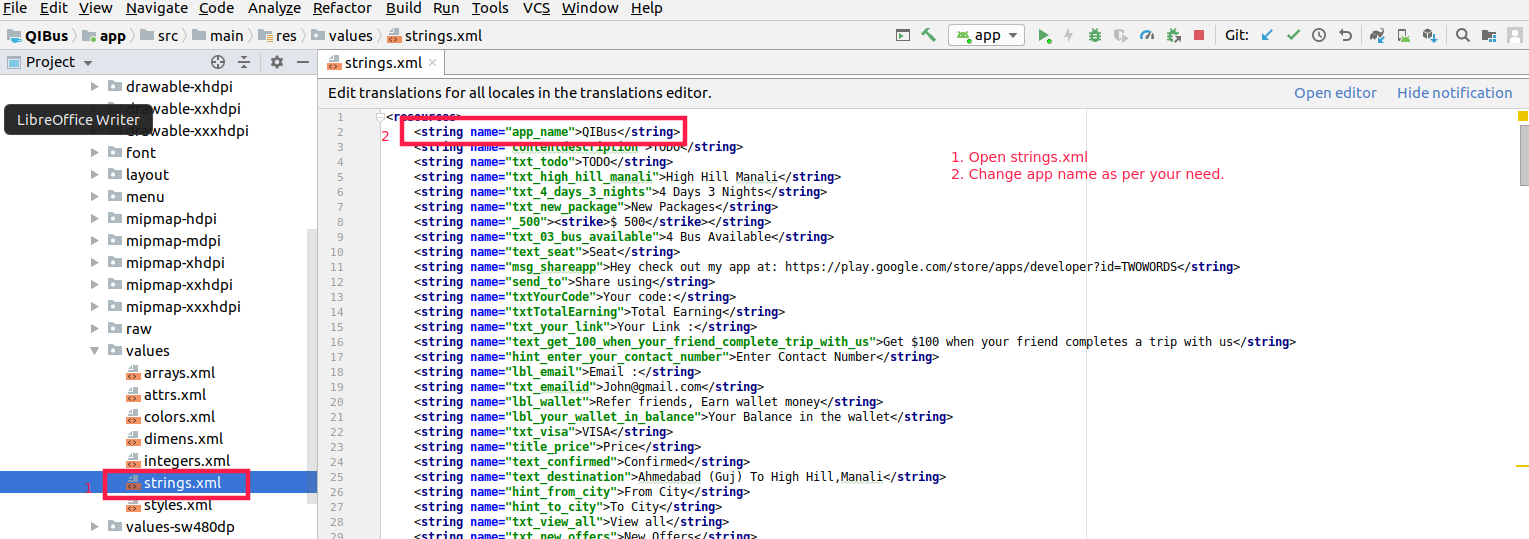 File Edit View Navigate Code Analyze Refactor Build Run Tools VCS Window Help
QIBus app src main res values strings.xml app Git:
Project strings.xml
drawable-xhdpi
drawable-xxhdpi
LibreOffice Writer
drawable-xxxhdpi
font
layout
menu
mipmap-hdpi
mipmap-mdpi
mipmap-xhdpi
mipmap-xxhdpi
mipmap-xxxhdpi
raw
values
arrays.xml
attrs.xml
colors.xml
dimens.xml
integers.xml
1 strings.xml
styles.xml
values-sw480dp
Edit translations for all locales in the translations editor. Open editor Hide notification
1 <resources>
2 <string name="app_name">QIBus</string>
2
3 <string name="contentdescription">TODO</string>
4 <string name="txt_todo">TODO</string>
5 <string name="txt_high_hill_manali">High Hill Manali</string>
6 <string name="txt_4_days_3_nights">4 Days 3 Nights</string>
7 <string name="txt_new_package">New Packages</string>
8 <string name="_500"><strike>$ 500</strike></string>
9 <string name="txt_03_bus_available">4 Bus Available</string>
10 <string name="text_seat">Seat</string>
11 <string name="msg_shareapp">Hey check out my app at: https://play.google.com/store/apps/developer?id=TWOWORDS</string>
12 <string name="send_to">Share using</string>
13 <string name="txtYourCode">Your code:</string>
14 <string name="txtTotalEarning">Total Earning</string>
15 <string name="txt_your_link">Your Link :</string>
16 <string name="text_get_100_when_your_friend_complete_trip_with_us">Get $100 when your friend completes a trip with us</string>
17 <string name="hint_enter_your_contact_number">Enter Contact Number</string>
18 <string name="lbl_email">Email :</string>
19 <string name="txt_emailid">John@gmail.com</string>
20 <string name="lbl_wallet">Refer friends, Earn wallet money</string>
21 <string name="lbl_your_wallet_in_balance">Your Balance in the wallet</string>
22 <string name="txt_visa">VISA</string>
23 <string name="title_price">Price</string>
24 <string name="text_confirmed">Confirmed</string>
25 <string name="text_destination">Ahmedabad (Guj) To High Hill,Manali</string>
26 <string name="hint_from_city">From City</string>
27 <string name="hint_to_city">To City</string>
28 <string name="txt_view_all">View all</string>
29 <string name="txt_new_offers">New Offers</string>
1. Open strings.xml
2. Change app name as per your need.